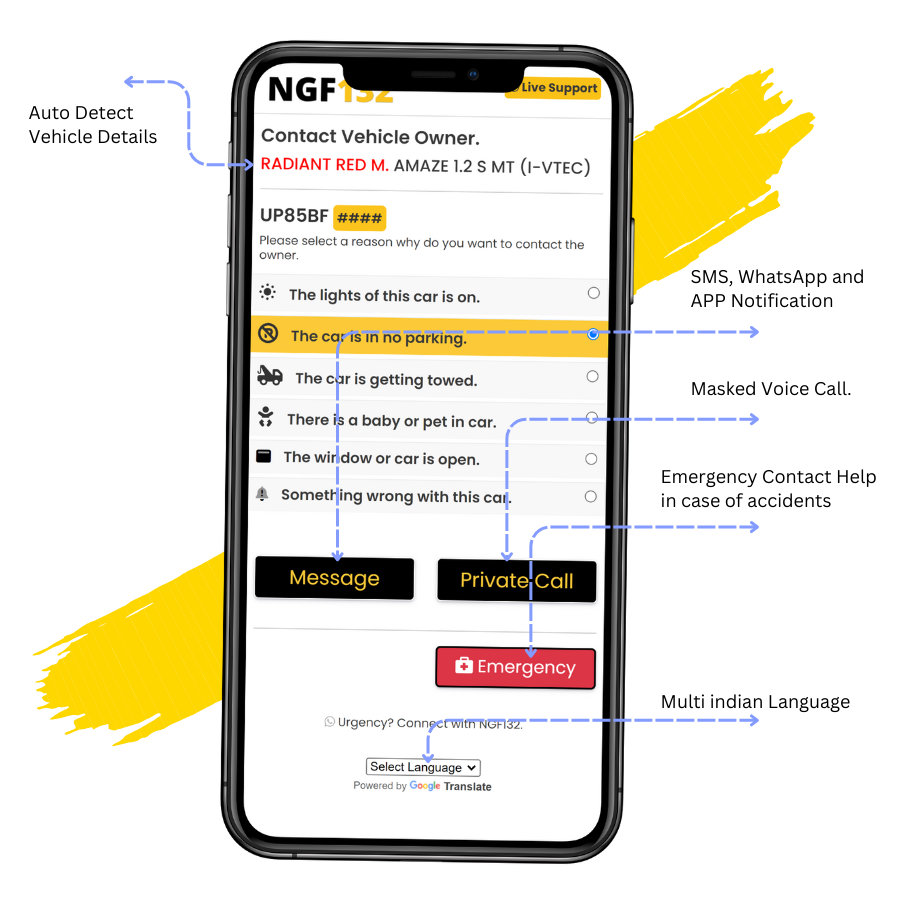 NGF132
Live Support
Auto Detect
Vehicle Details
Contact Vehicle Owner.
RADIANT RED M. AMAZE 1.2 S MT (I-VTEC)
UP85BF ####
Please select a reason why do you want to contact the
owner.
The lights of this car is on.
The car is in no parking.
The car is getting towed.
There is a baby or pet in car.
The window or car is open.
Something wrong with this car.
SMS, WhatsApp and
APP Notification
Masked Voice Call.
Emergency Contact Help
in case of accidents
Message
Private Call
Emergency
Multi indian Language
Urgency? Connect with NGF132.
Select Language
Powered by Google Translate